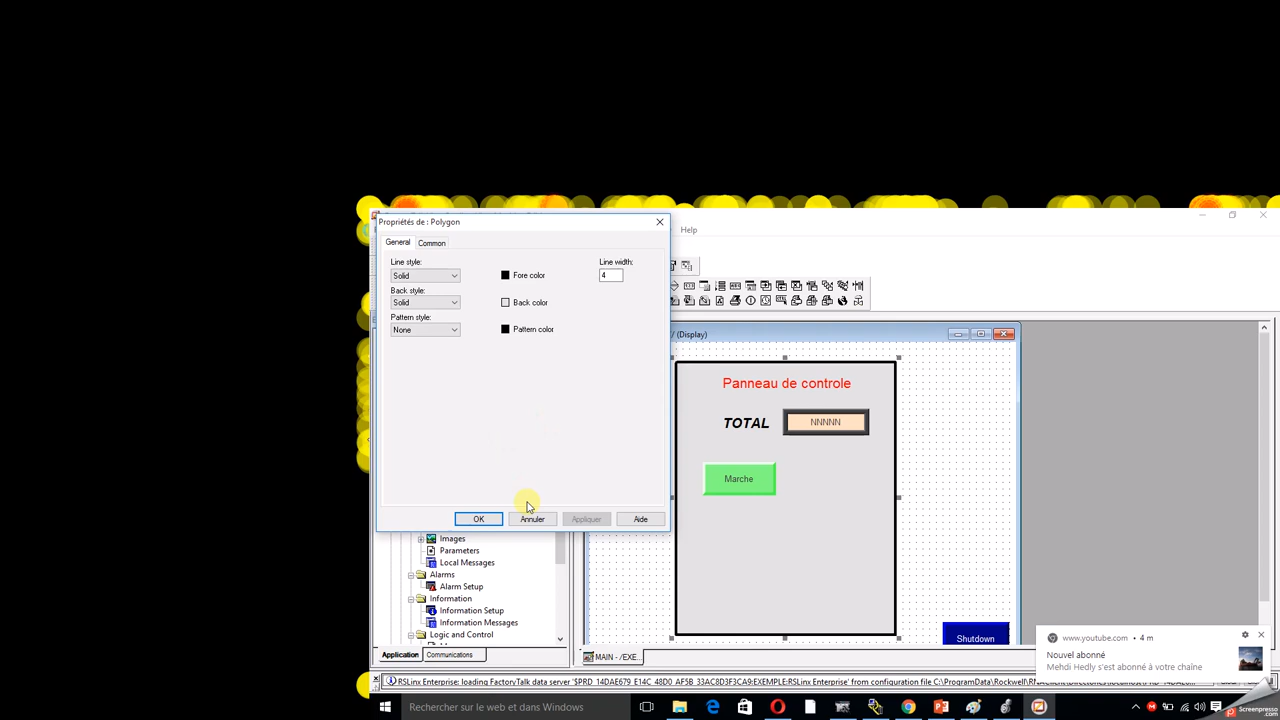 Propriétés de : Polygon
General
Common
Help
Line style:
Solid
Fore color
Line width:
4
Back style:
Solid
Back color
Pattern style:
None
Pattern color
/ (Display)
Panneau de controle
TOTAL
NNNNN
Marche
OK
Annuler
Appliquer
Aide
Images
Parameters
Local Messages
Alarms
Alarm Setup
Information
Information Setup
Information Messages
Logic and Control
Shutdown
Application
Communications
MAIN - /EXE...
www.youtube.com • 4 m
Nouvel abonné
Mehdi Hedly s'est abonné à votre chaîne
RSLinx Enterprise: loading FactoryTalk data server
from configuration file
Rechercher sur le web et dans Windows
Screenpresso
.com